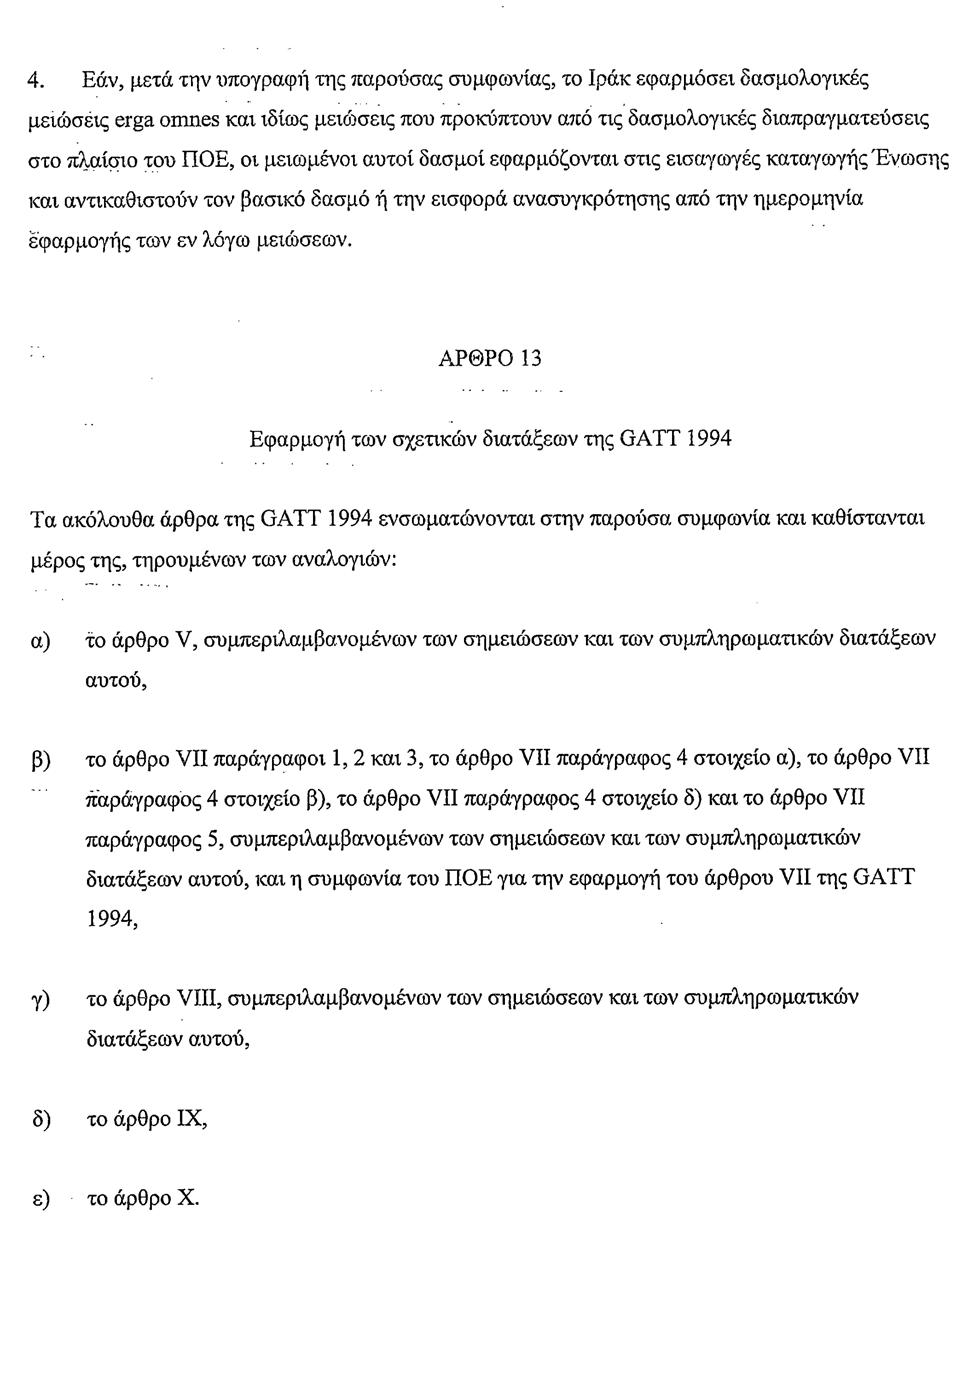 4. Εάν, μετά την υπογραφή της παρούσας συμφωνίας, το Ιράκ εφαρμόσει δασμολογικές
μειώσεις erga omnes και ιδίως μειώσεις που προκύπτουν από τις δασμολογικές διαπραγματεύσεις
στο πλαίσιο του ΠΟΕ, οι μειωμένοι αυτοί δασμοί εφαρμόζονται στις εισαγωγές καταγωγής Ένωσης
και αντικαθιστούν τον βασικό δασμό ή την εισφορά ανασυγκρότησης από την ημερομηνία
εφαρμογής των εν λόγω μειώσεων.
ΑΡΘΡΟ 13
Εφαρμογή των σχετικών διατάξεων της GATT 1994
Τα ακόλουθα άρθρα της GATT 1994 ενσωματώνονται στην παρούσα συμφωνία και καθίστανται
μέρος της, τηρουμένων των αναλογιών:
α) το άρθρο V, συμπεριλαμβανομένων των σημειώσεων και των συμπληρωματικών διατάξεων
αυτού,
β) το άρθρο VII παράγραφοι 1, 2 και 3, το άρθρο VII παράγραφος 4 στοιχείο α), το άρθρο VII
παράγραφος 4 στοιχείο β), το άρθρο VII παράγραφος 4 στοιχείο δ) και το άρθρο VII
παράγραφος 5, συμπεριλαμβανομένων των σημειώσεων και των συμπληρωματικών
διατάξεων αυτού, και η συμφωνία του ΠΟΕ για την εφαρμογή του άρθρου VII της GATT
1994,
γ) το άρθρο VIII, συμπεριλαμβανομένων των σημειώσεων και των συμπληρωματικών
διατάξεων αυτού,
δ) το άρθρο IX,
ε) το άρθρο X.